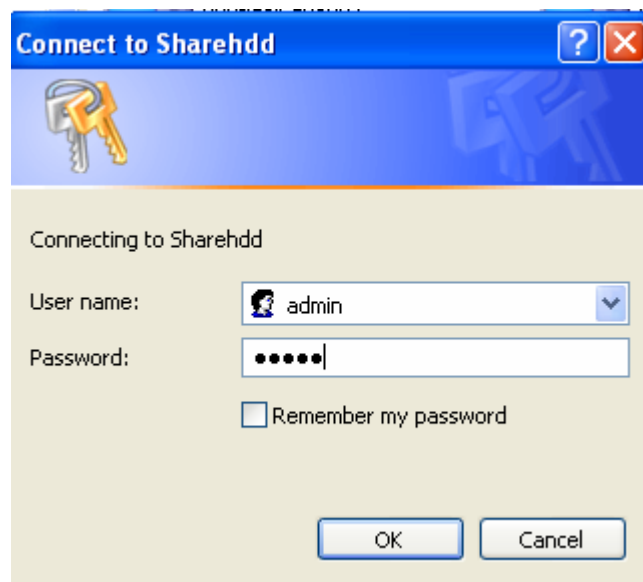 Connect to Sharehdd
Connecting to Sharehdd
User name:
admin
Password:
•••••
Remember my password
OK
Cancel